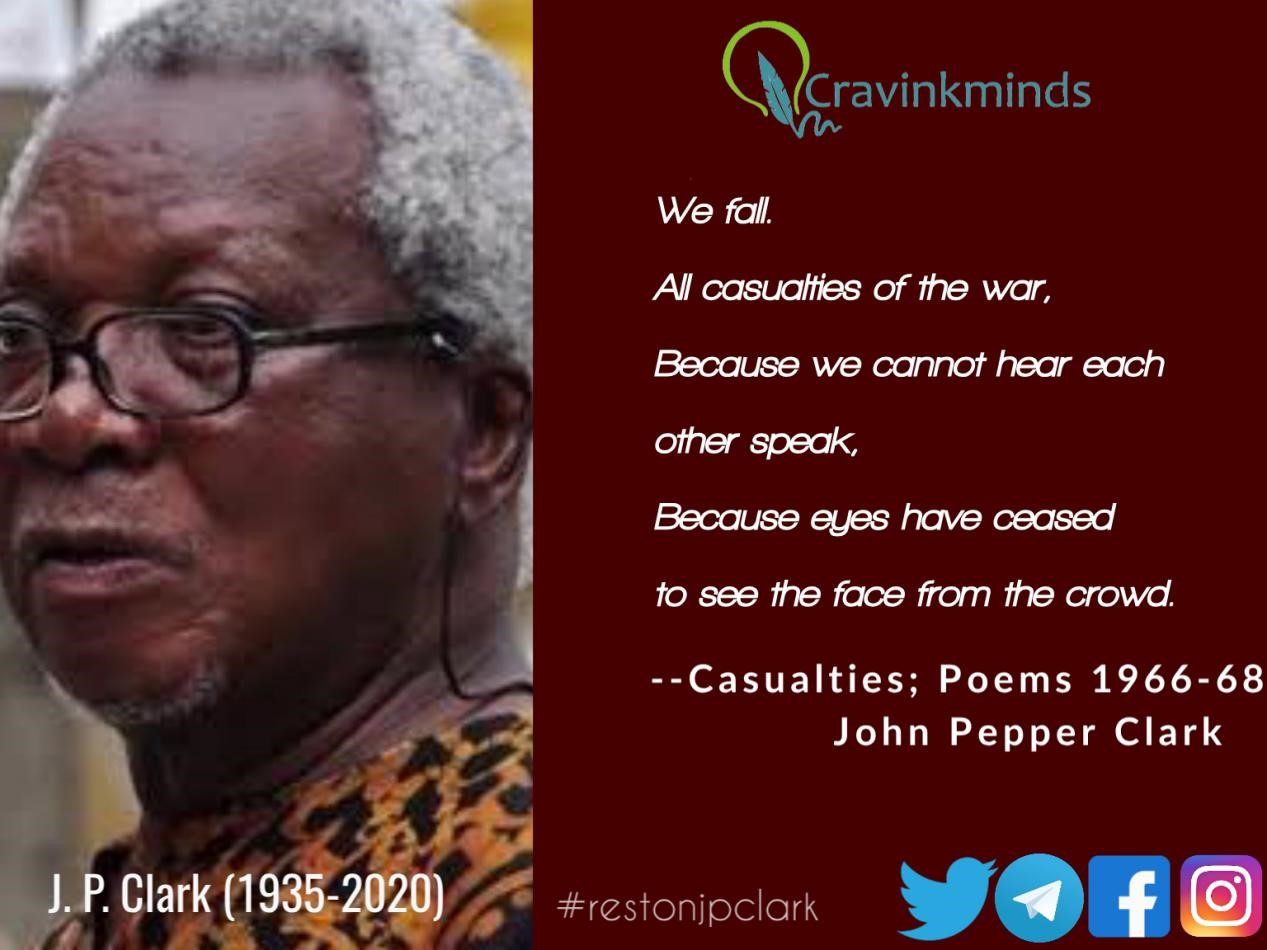 Cravinkminds
We fall.
All casualties of the war,
Because we cannot hear each
other speak,
Because eyes have ceased
to see the face from the crowd.
--Casualties; Poems 1966-68
John Pepper Clark
J. P. Clark (1935-2020)
#restonjpclark